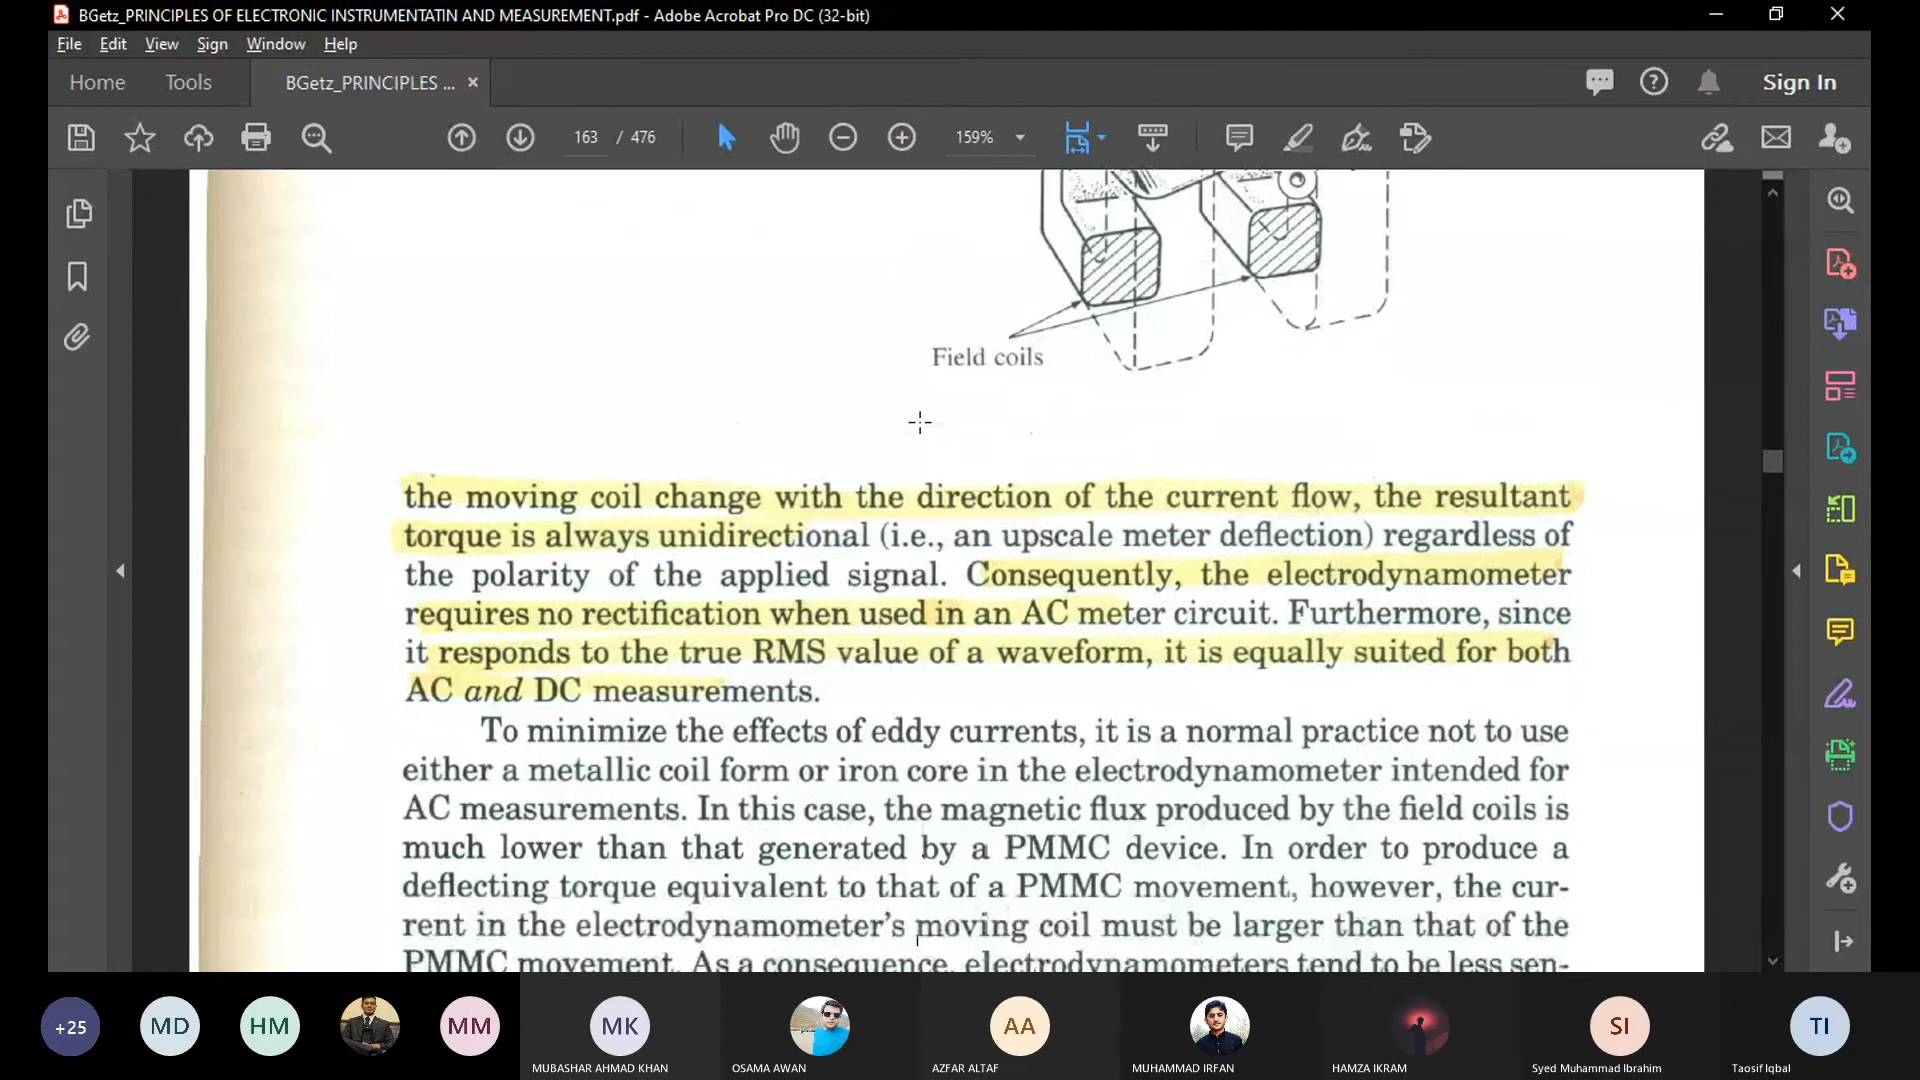 BGetz_PRINCIPLES OF ELECTRONIC INSTRUMENTATIN AND MEASUREMENT.pdf - Adobe Acrobat Pro DC (32-bit)
File Edit View Sign Window Help
Home Tools BGetz_PRINCIPLES ... × Sign In
163 / 476 159%
Field coils
the moving coil change with the direction of the current flow, the resultant
torque is always unidirectional (i.e., an upscale meter deflection) regardless of
the polarity of the applied signal. Consequently, the electrodynamometer
requires no rectification when used in an AC meter circuit. Furthermore, since
it responds to the true RMS value of a waveform, it is equally suited for both
AC and DC measurements.
To minimize the effects of eddy currents, it is a normal practice not to use
either a metallic coil form or iron core in the electrodynamometer intended for
AC measurements. In this case, the magnetic flux produced by the field coils is
much lower than that generated by a PMMC device. In order to produce a
deflecting torque equivalent to that of a PMMC movement, however, the cur-
rent in the electrodynamometer's moving coil must be larger than that of the
PMMC movement. As a consequence, electrodynamometers tend to be less sen-
+25 MD HM MM MK AA SI TI
MUBASHAR AHMAD KHAN OSAMA AWAN AZFAR ALTAF MUHAMMAD IRFAN HAMZA IKRAM Syed Muhammad Ibrahim Taosif Iqbal